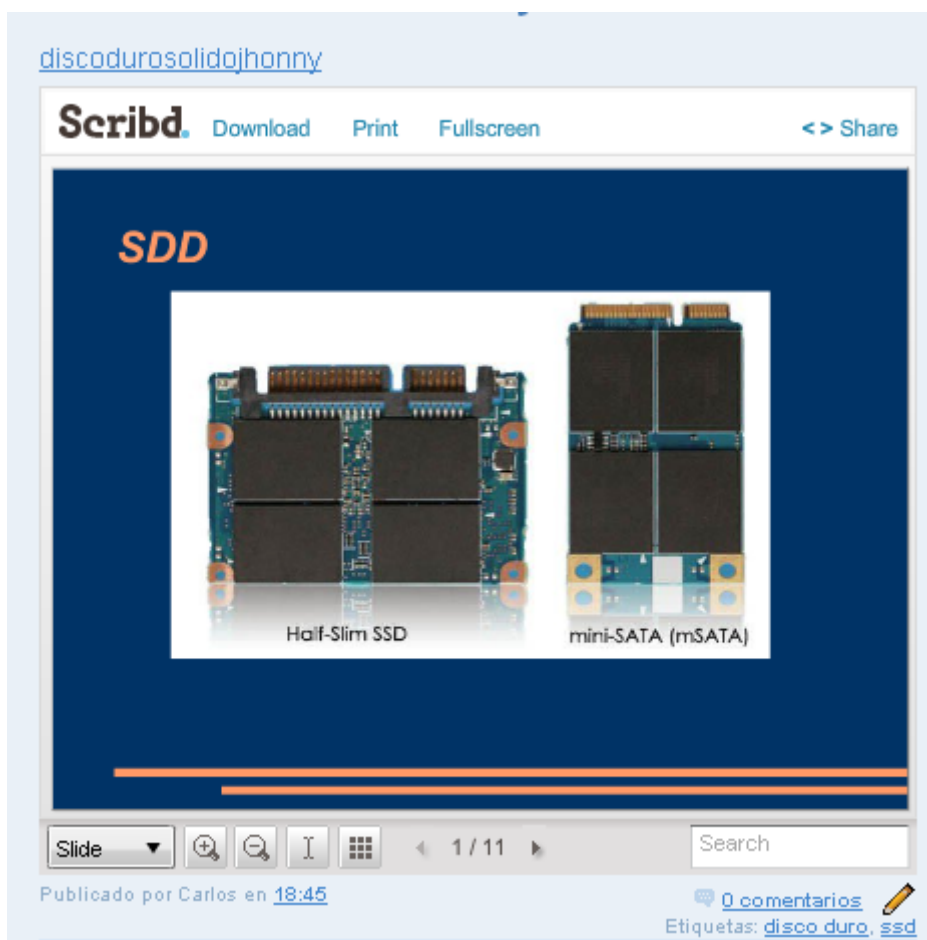 discodurosolidojhonny
Scribd. Download Print Fullscreen <> Share
SDD
Half-Slim SSD
mini-SATA (mSATA)
Slide 1 / 11 Search
Publicado por Carlos en 18:45
0 comentarios
Etiquetas: disco duro, ssd